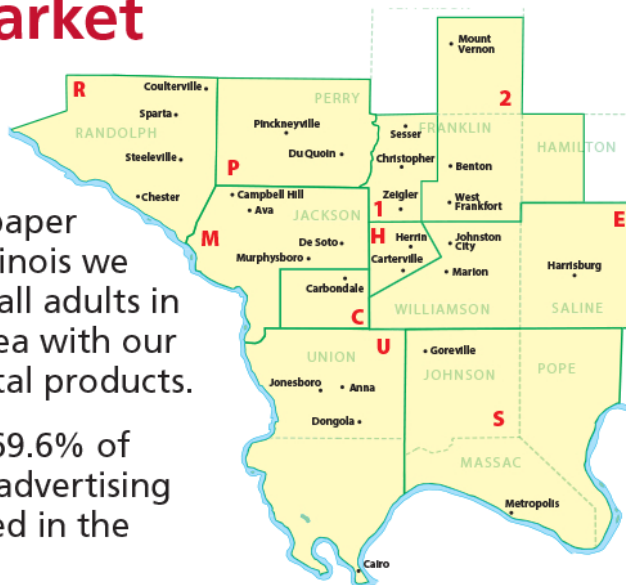 arket
R
Coulterville
Sparta
RANDOLPH
Steeleville
Chester
PERRY
Pinckneyville
Du Quoin
P
Mount
Vernon
2
Sesser
FRANKLIN
HAMILTON
Christopher
Benton
Zeigler
1
West
Frankfort
Campbell Hill
Ava
JACKSON
M
De Soto
Murphysboro
H
Herrin
Carterville
Johnston
City
Marion
E
Harrisburg
Carbondale
C
WILLIAMSON
SALINE
paper
linois we
all adults in
ea with our
tal products.
U
UNION
Jonesboro
Anna
Dongola
Goreville
JOHNSON
POPE
S
MASSAC
Metropolis
Cairo
69.6% of
advertising
ed in the